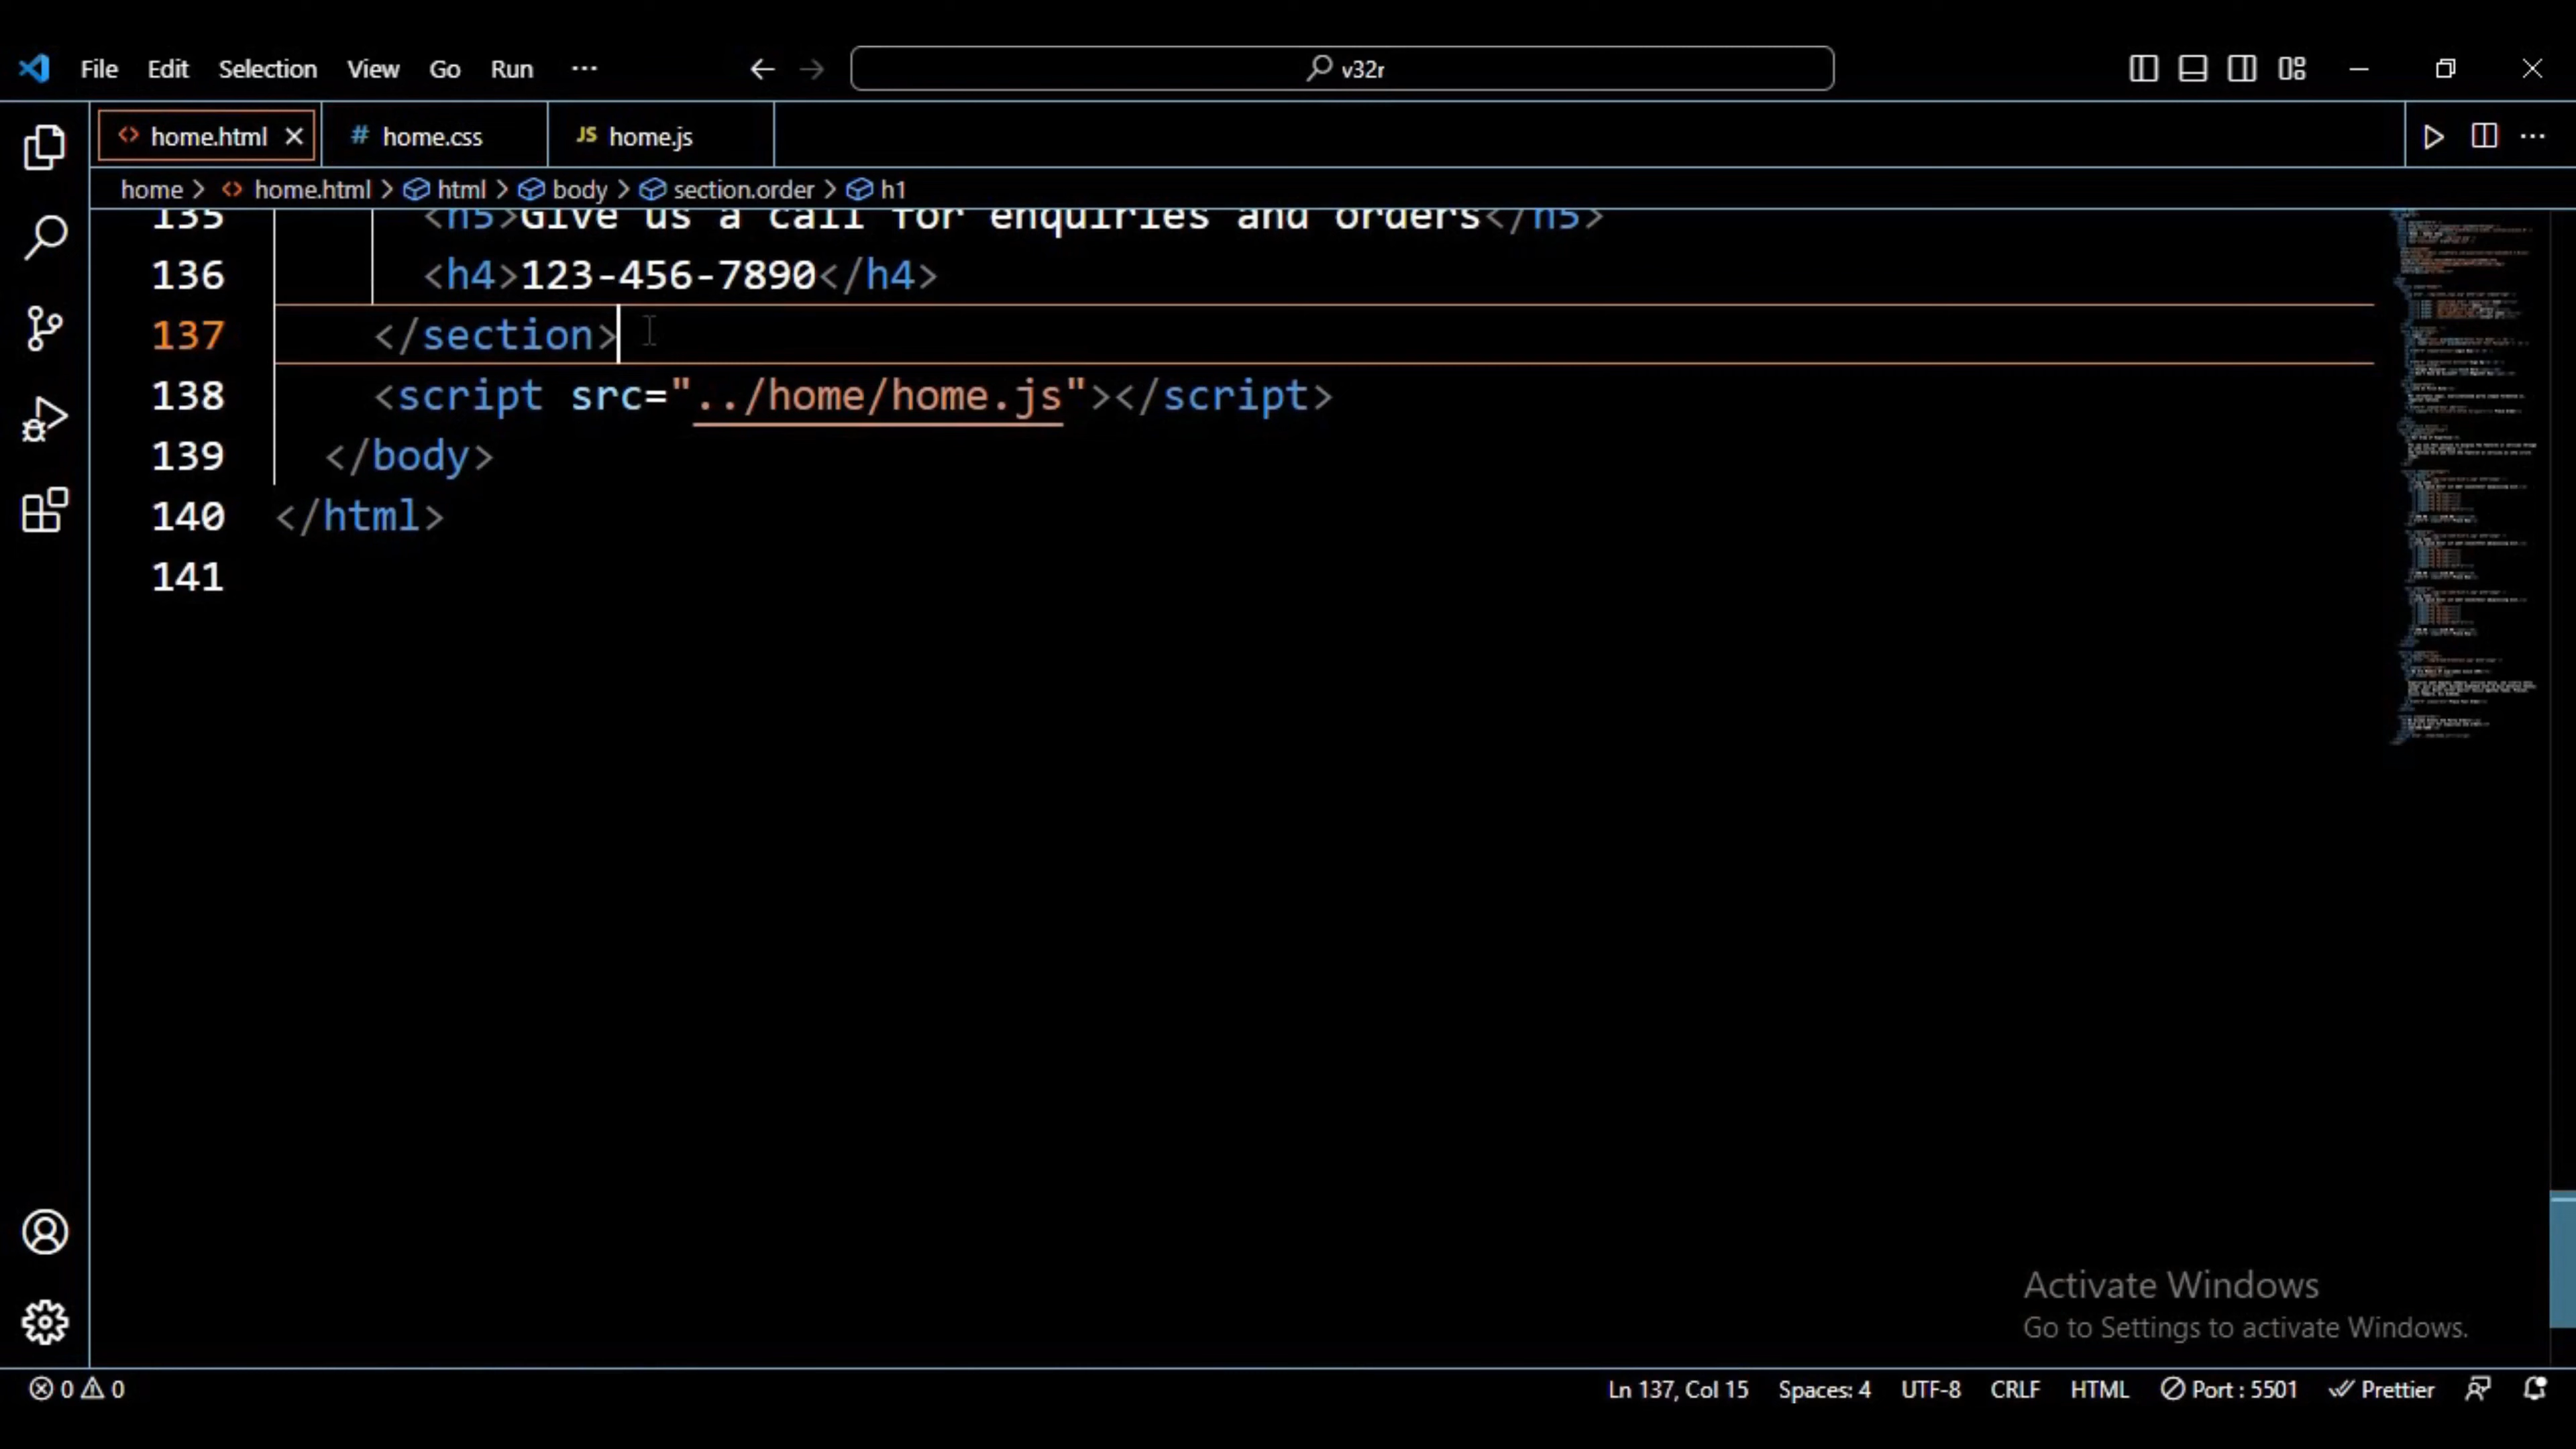 File Edit Selection View Go Run ··· v32r
home.html home.css JS home.js
home > home.html > html > body > section.order > h1
135 <h5>Give us a call for enquiries and orders</h5>
136 <h4>123-456-7890</h4>
137 </section>
138 <script src="../home/home.js"></script>
139 </body>
140 </html>
141
Activate Windows
Go to Settings to activate Windows.
0 0 Ln 137, Col 15 Spaces: 4 UTF-8 CRLF HTML Port : 5501 Prettier